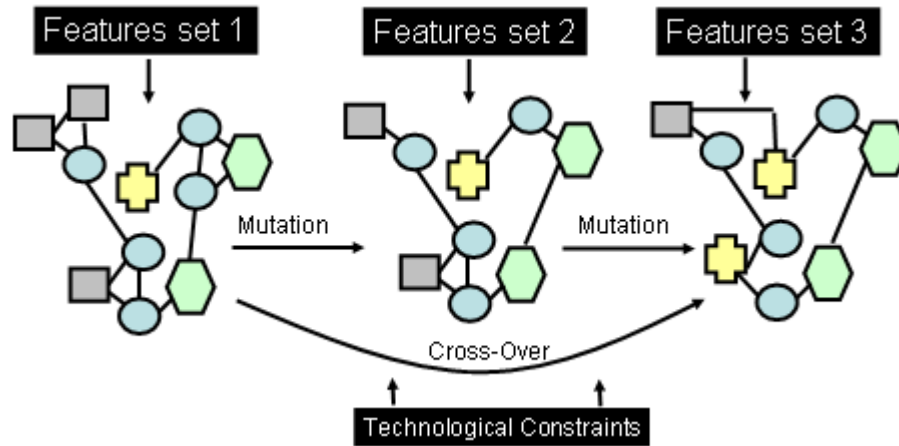 Features set 1
Features set 2
Features set 3
Mutation
Mutation
Cross-Over
Technological Constraints